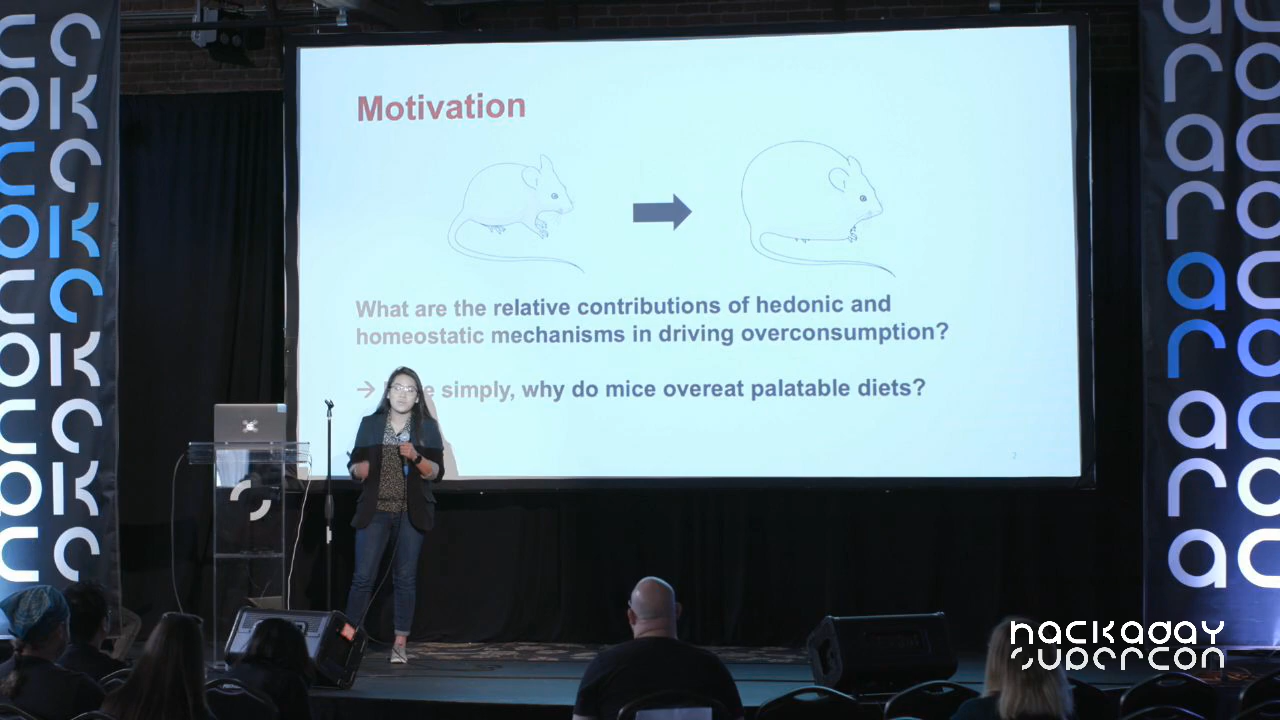 Motivation
What are the relative contributions of hedonic and
homeostatic mechanisms in driving overconsumption?
→ simply, why do mice overeat palatable diets?
2
hackaday
supercon